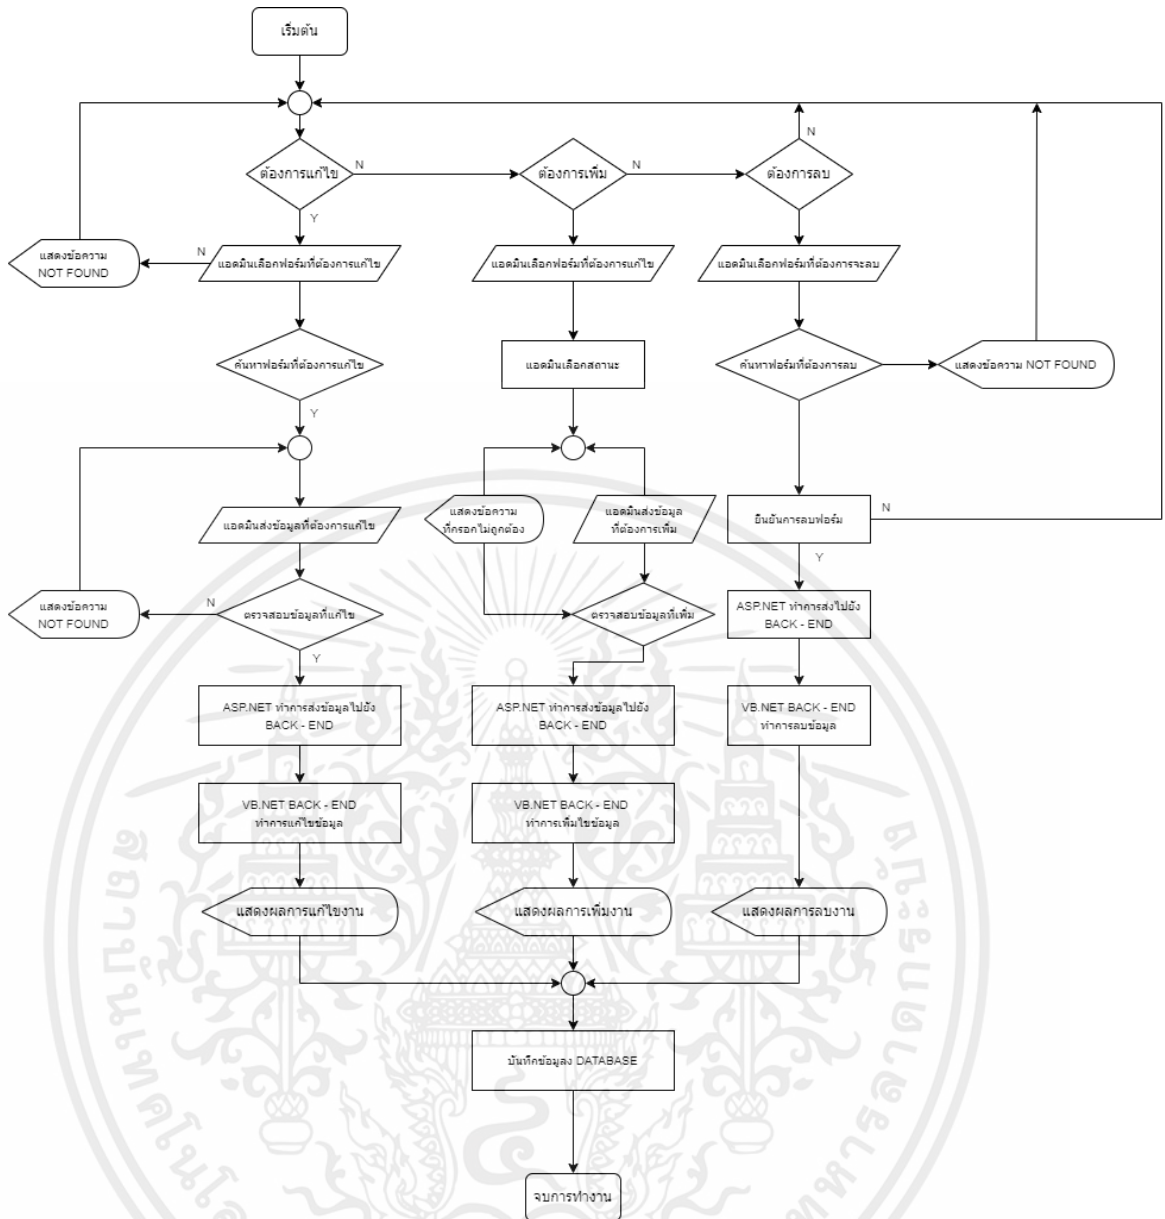 เริ่มต้น
ต้องการแก้ไข
N
ต้องการเพิ่ม
N
ต้องการลบ
N
Y
แสดงข้อความ
NOT FOUND
N
แอดมินเลือกฟอร์มที่ต้องการแก้ไข
แอดมินเลือกฟอร์มที่ต้องการแก้ไข
แอดมินเลือกฟอร์มที่ต้องการจะลบ
ค้นหาฟอร์มที่ต้องการแก้ไข
แอดมินเลือกสถานะ
ค้นหาฟอร์มที่ต้องการลบ
แสดงข้อความ NOT FOUND
Y
แอดมินส่งข้อมูลที่ต้องการแก้ไข
แสดงข้อความ
ที่กรอกไม่ถูกต้อง
แอดมินส่งข้อมูล
ที่ต้องการเพิ่ม
ยืนยันการลบฟอร์ม
N
Y
แสดงข้อความ
NOT FOUND
N
ตรวจสอบข้อมูลที่แก้ไข
ตรวจสอบข้อมูลที่เพิ่ม
ASP.NET ทำการส่งไปยัง
BACK - END
Y
ASP.NET ทำการส่งข้อมูลไปยัง
BACK - END
ASP.NET ทำการส่งข้อมูลไปยัง
BACK - END
VB.NET BACK - END
ทำการลบข้อมูล
VB.NET BACK - END
ทำการแก้ไขข้อมูล
VB.NET BACK - END
ทำการเพิ่มใขข้อมูล
แสดงผลการแก้ไขงาน
แสดงผลการเพิ่มงาน
แสดงผลการลบงาน
บันทึกข้อมูลง DATABASE
จบการทำงาน